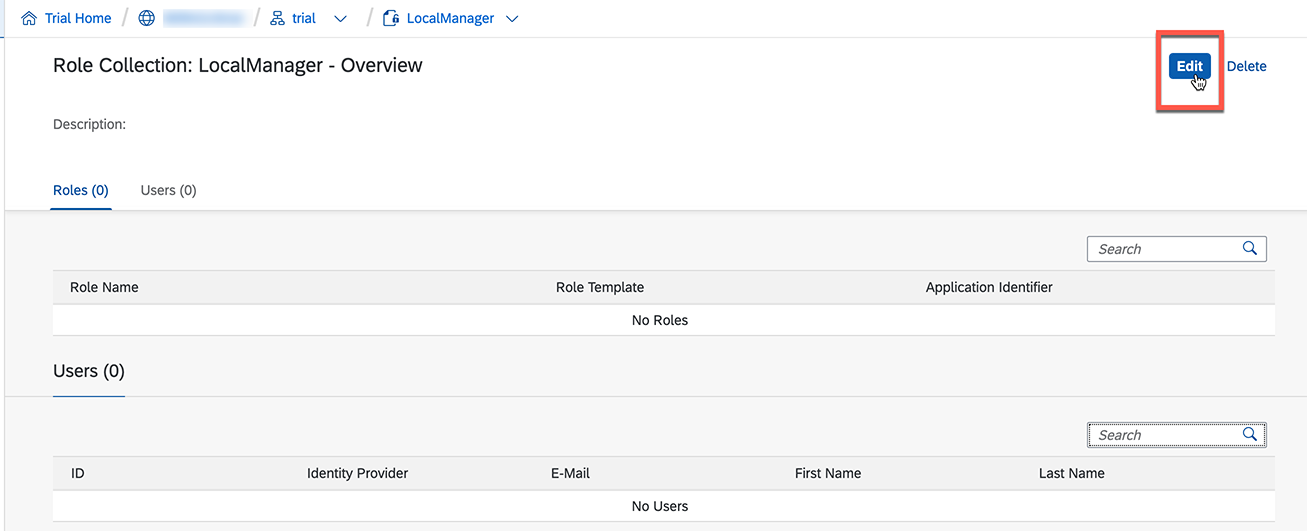 Trial Home / / trial / LocalManager
Role Collection: LocalManager - Overview
Edit Delete
Description:
Roles (0) Users (0)
Search
Role Name Role Template Application Identifier
No Roles
Users (0)
Search
ID Identity Provider E-Mail First Name Last Name
No Users